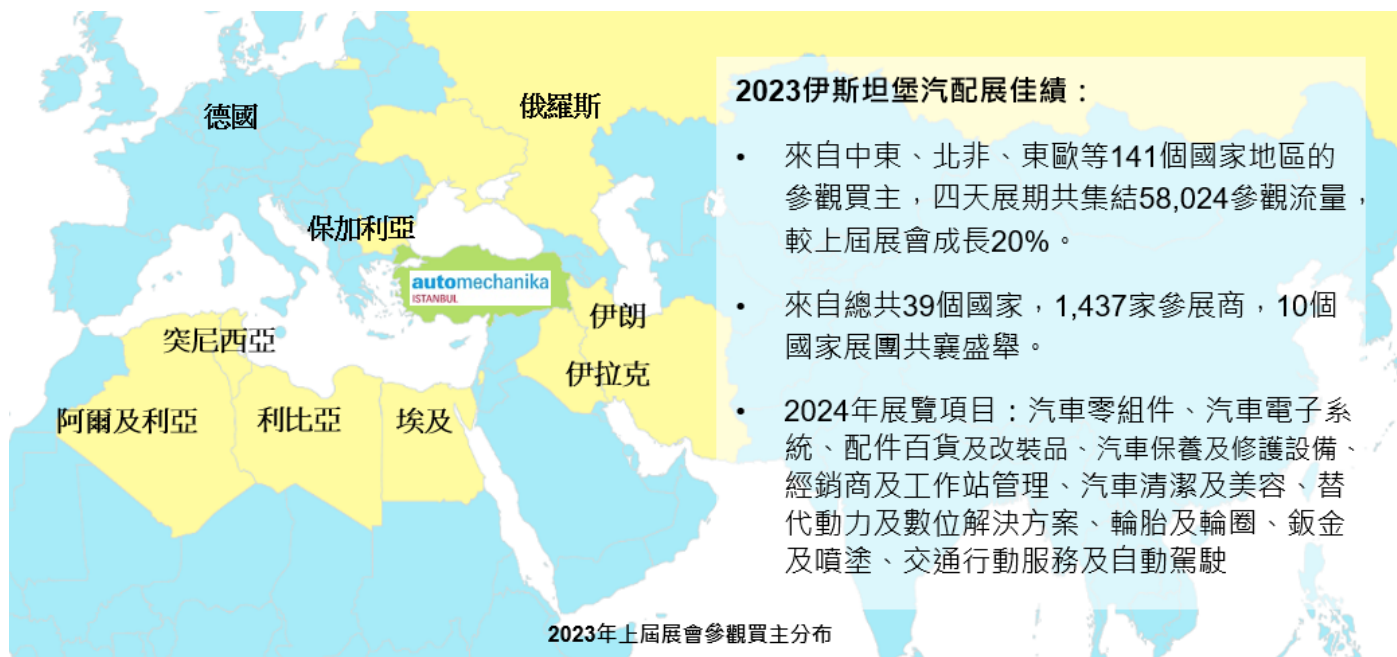 德國
俄羅斯
保加利亞
automechanika
ISTANBUL
突尼西亞
伊朗
伊拉克
阿爾及利亞
利比亞
埃及
2023伊斯坦堡汽配展佳績：
• 來自中東、北非、東歐等141個國家地區的
參觀買主，四天展期共集結58,024參觀流量，
較上屆展會成長20%。
• 來自總共39個國家，1,437家參展商，10個
國家展團共襄盛舉。
• 2024年展覽項目：汽車零組件、汽車電子系
統、配件百貨及改裝品、汽車保養及修護設備、
經銷商及工作站管理、汽車清潔及美容、替
代動力及數位解決方案、輪胎及輪圈、鈑金
及噴塗、交通行動服務及自動駕駛
2023年上屆展會參觀買主分布